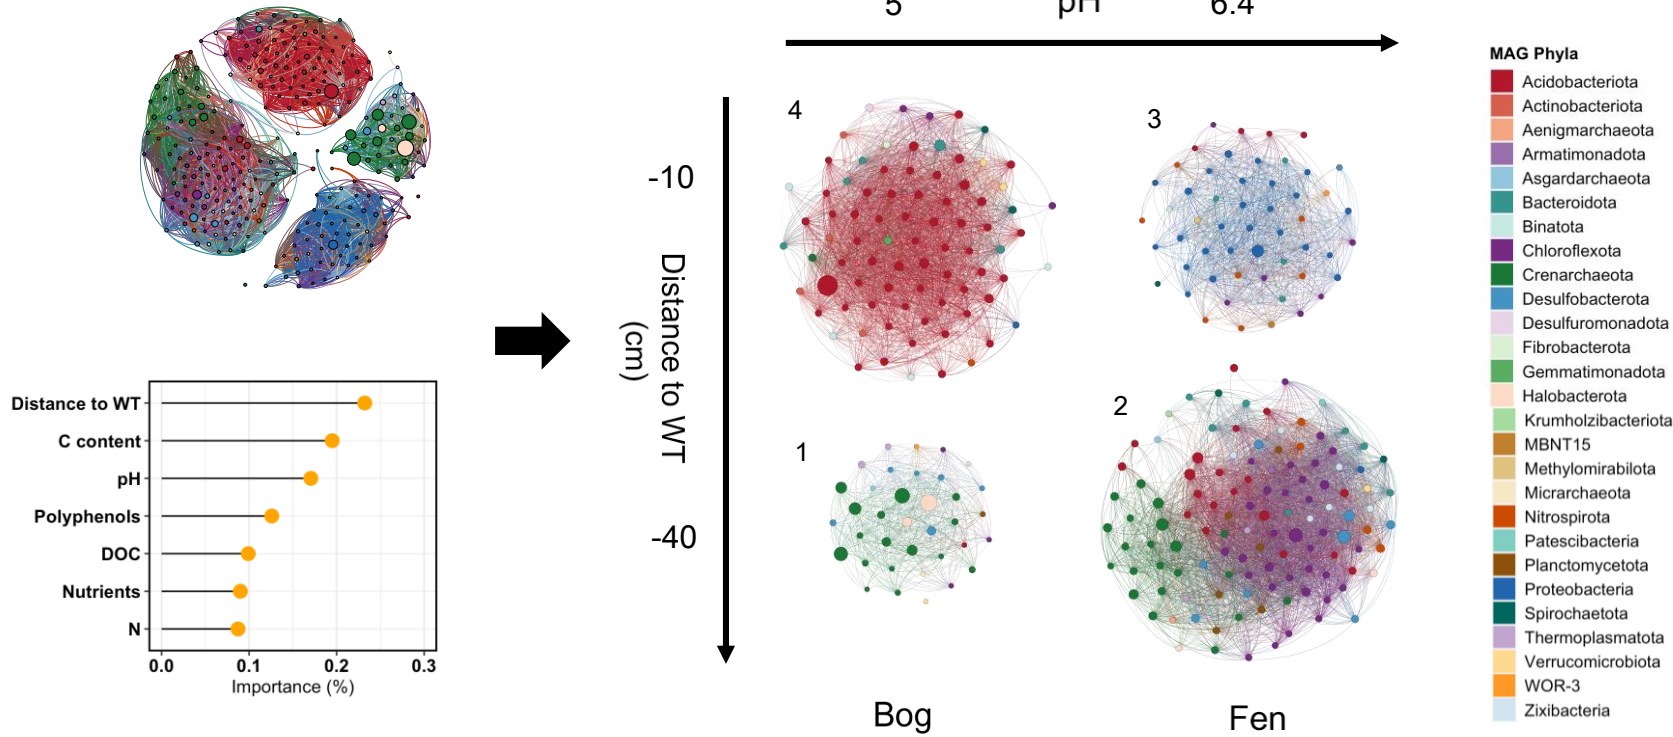 5 pH 6.4
4
3
-10
Distance to WT
(cm)
2
1
-40
Bog
Fen
Distance to WT
C content
pH
Polyphenols
DOC
Nutrients
N
0.0 0.1 0.2 0.3
Importance (%)
MAG Phyla
Acidobacteriota
Actinobacteriota
Aenigmarchaeota
Armatimonadota
Asgardarchaeota
Bacteroidota
Binatota
Chloroflexota
Crenarchaeota
Desulfobacterota
Desulfuromonadota
Fibrobacterota
Gemmatimonadota
Halobacterota
Krumholzibacteriota
MBNT15
Methylomirabilota
Micrarchaeota
Nitrospirota
Patescibacteria
Planctomycetota
Proteobacteria
Spirochaetota
Thermoplasmatota
Verrucomicrobiota
WOR-3
Zixibacteria